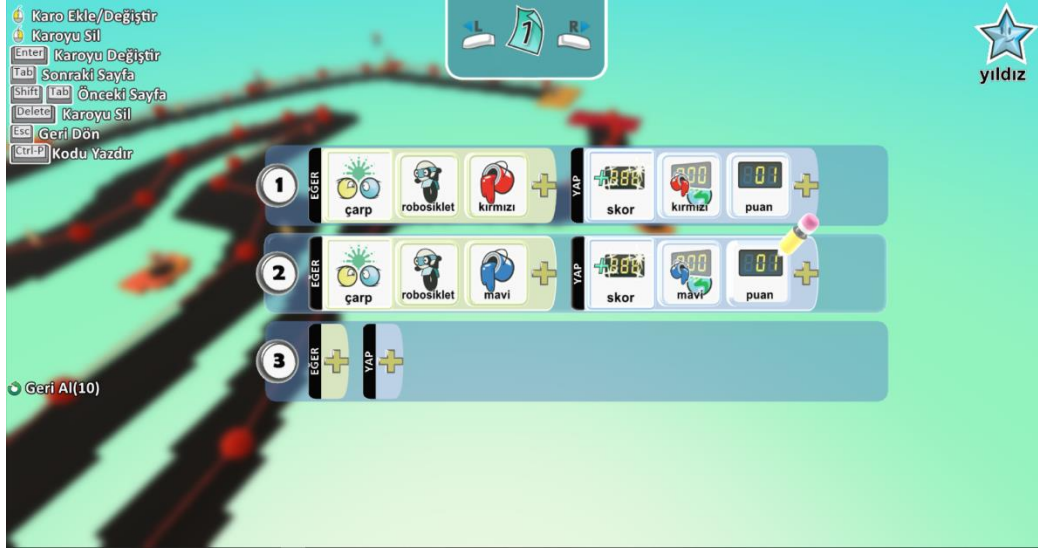 Karo Ekle/Değiştir
Karoyu Sil
Enter Karoyu Değiştir
Tab Sonraki Sayfa
Shift Tab Önceki Sayfa
Delete Karoyu Sil
Esc Geri Dön
Ctrl-P Kodu Yazdır
L 1 R
yıldız
1 EĞER çarp robosiklet kırmızı YAP skor kırmızı 01 puan
2 EĞER çarp robosiklet mavi YAP skor mavi 01 puan
3 EĞER YAP
Geri Al(10)